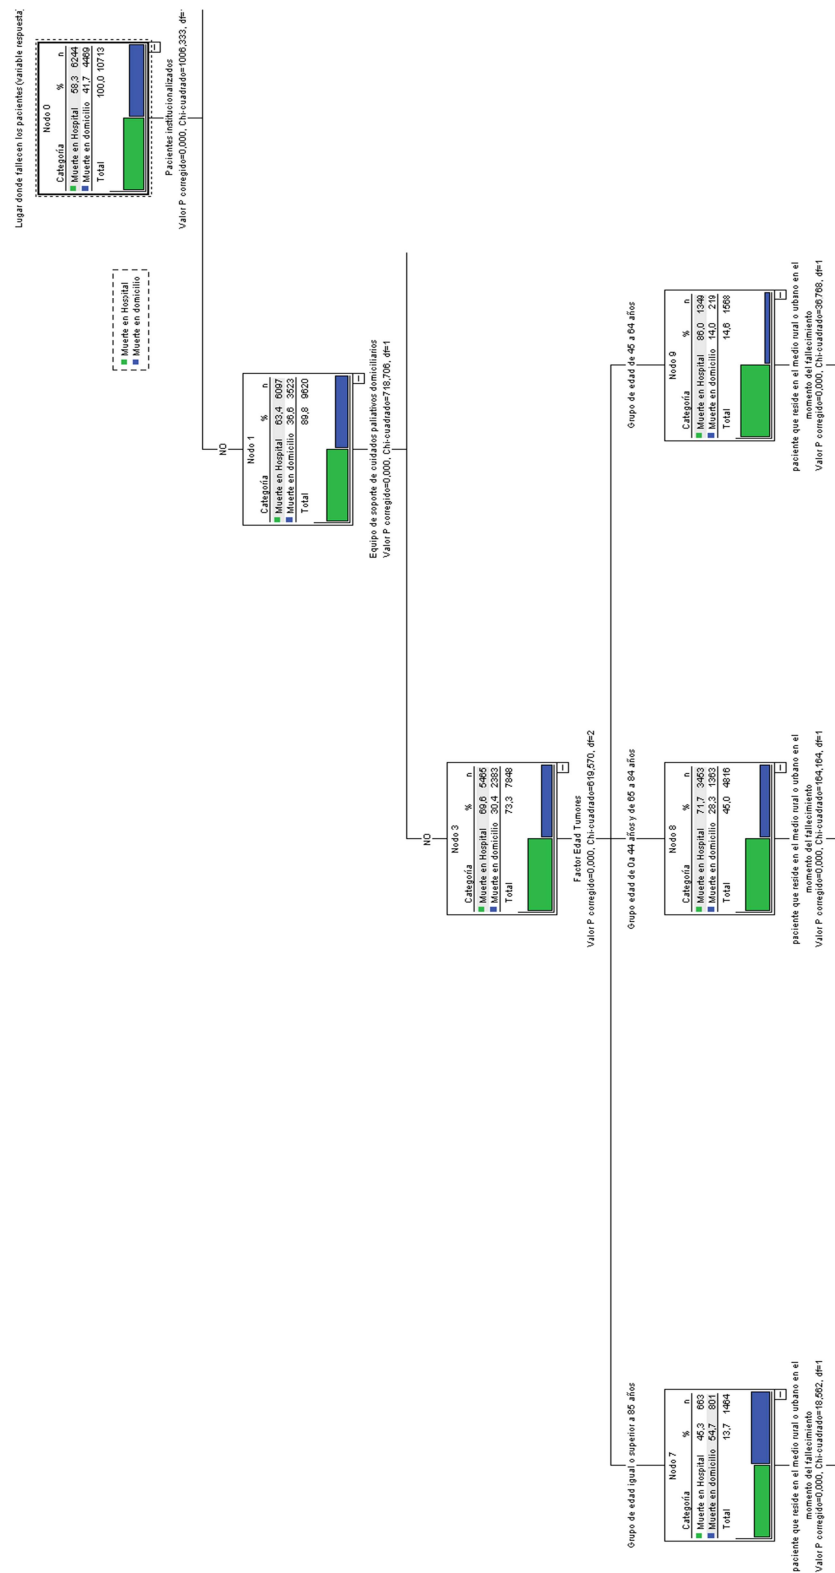 Lugar donde fallecen los pacientes (variable respuesta)
Nodo 0
Categoría % n
Muerte en Hospital 58,3 6244
Muerte en domicilio 41,7 4469
Total 100,0 10713
Pacientes institucionalizados
Valor P corregido=0,000, Chi-cuadrado=1006,333, df=
Muerte en Hospital
Muerte en domicilio
NO
Nodo 1
Categoría % n
Muerte en Hospital 63,4 6097
Muerte en domicilio 36,6 3523
Total 89,8 9620
Equipo de soporte de cuidados paliativos domiciliarios
Valor P corregido=0,000, Chi-cuadrado=718,706, df=1
NO
Nodo 3
Categoría % n
Muerte en Hospital 69,6 5465
Muerte en domicilio 30,4 2383
Total 73,3 7848
Factor Edad Tumores
Valor P corregido=0,000, Chi-cuadrado=619,570, df=2
Grupo de edad igual o superior a 85 años
Nodo 7
Categoría % n
Muerte en Hospital 45,3 663
Muerte en domicilio 54,7 801
Total 13,7 1464
paciente que reside en el medio rural o urbano en el
momento del fallecimiento
Valor P corregido=0,000, Chi-cuadrado=18,562, df=1
Grupo edad de 0a 44 años y de 65 a 84 años
Nodo 8
Categoría % n
Muerte en Hospital 71,7 3453
Muerte en domicilio 28,3 1363
Total 45,0 4816
paciente que reside en el medio rural o urbano en el
momento del fallecimiento
Valor P corregido=0,000, Chi-cuadrado=164,164, df=1
Grupo de edad de 45 a 64 años
Nodo 9
Categoría % n
Muerte en Hospital 86,0 1349
Muerte en domicilio 14,0 219
Total 14,6 1568
paciente que reside en el medio rural o urbano en el
momento del fallecimiento
Valor P corregido=0,000, Chi-cuadrado=36,768, df=1